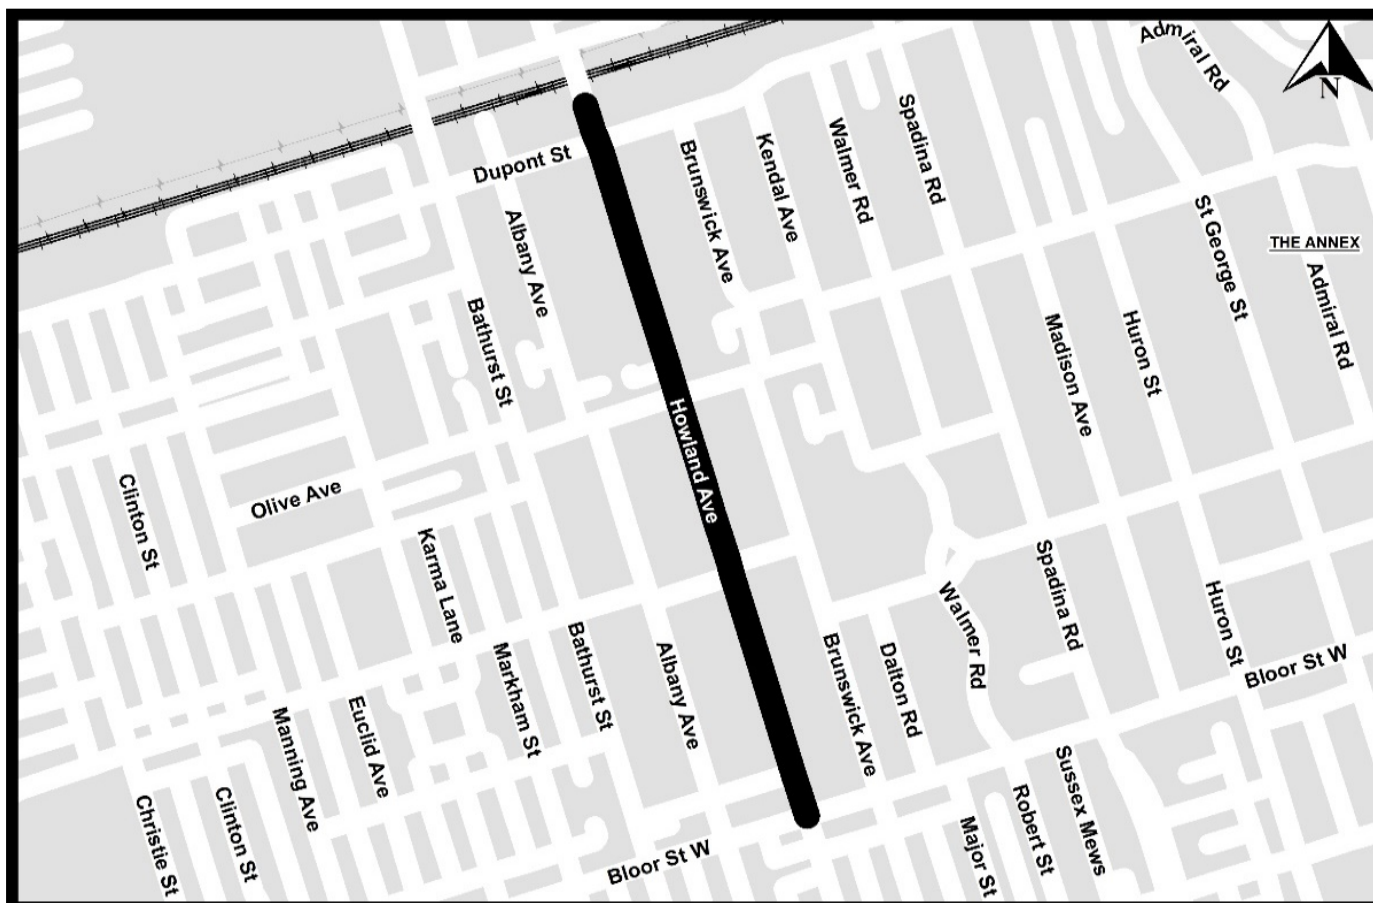 Admiral Rd
N
Dupont St
Albany Ave
Brunswick Ave
Kendal Ave
Walmer Rd
Spadina Rd
St George St
THE ANNEX
Admiral Rd
Bathurst St
Howland Ave
Madison Ave
Huron St
Clinton St
Olive Ave
Karma Lane
Markham St
Bathurst St
Albany Ave
Brunswick Ave
Dalton Rd
Walmer Rd
Spadina Rd
Huron St
Bloor St W
Manning Ave
Euclid Ave
Christie St
Clinton St
Bloor St W
Major St
Robert St
Sussex Mews